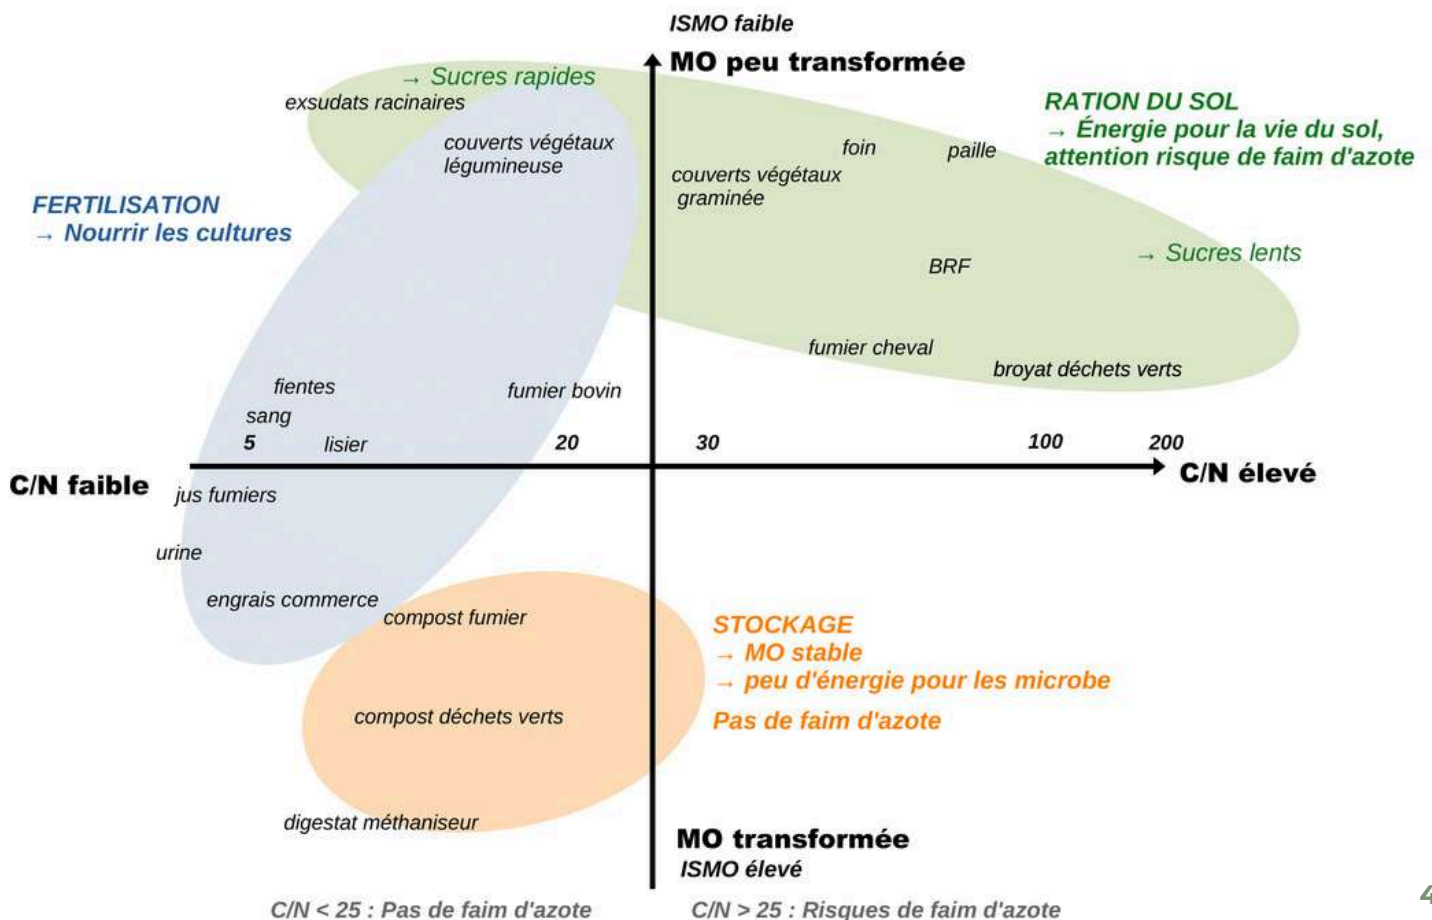 ISMO faible
MO peu transformée
→ Sucres rapides
exsudats racinaires
RATION DU SOL
→ Énergie pour la vie du sol,
attention risque de faim d'azote
couverts végétaux
légumineuse
foin
paille
couverts végétaux
graminée
FERTILISATION
→ Nourrir les cultures
→ Sucres lents
BRF
fumier cheval
broyat déchets verts
fientes
fumier bovin
sang
lisier
5
20
30
100
200
C/N faible
C/N élevé
jus fumiers
urine
engrais commerce
compost fumier
STOCKAGE
→ MO stable
→ peu d'énergie pour les microbe
Pas de faim d'azote
compost déchets verts
digestat méthaniseur
MO transformée
ISMO élevé
C/N < 25 : Pas de faim d'azote
C/N > 25 : Risques de faim d'azote
4